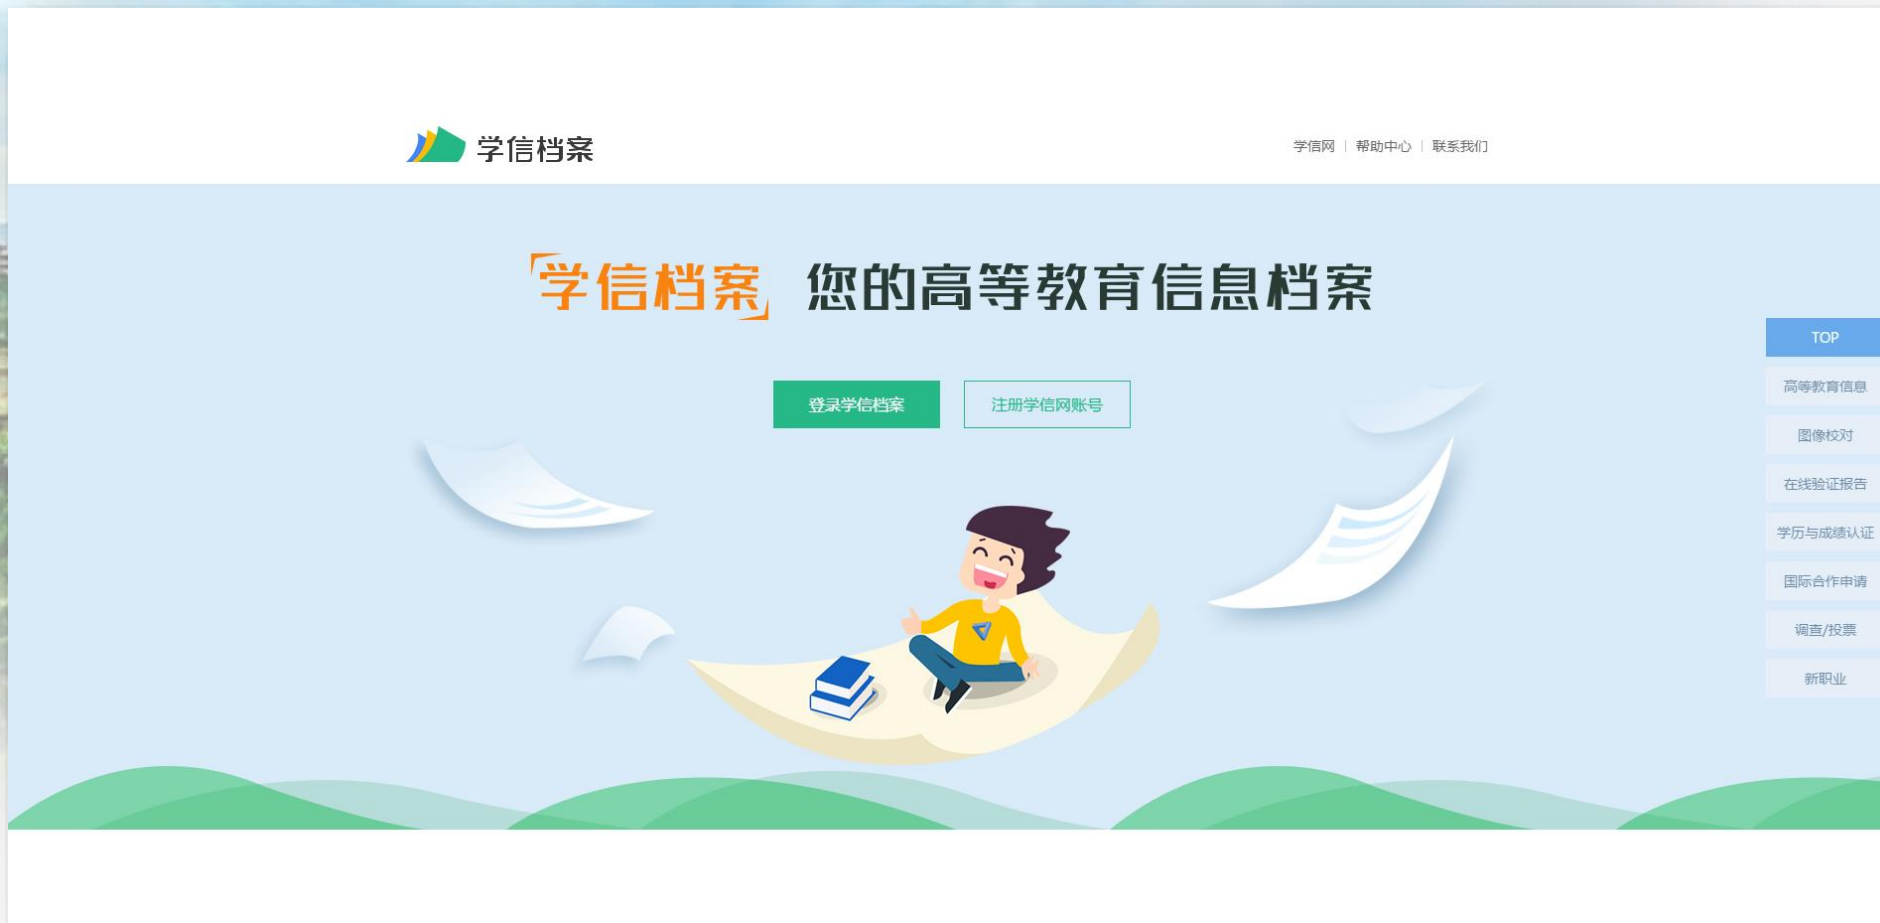 学信档案
学信网 | 帮助中心 | 联系我们
「学信档案」 您的高等教育信息档案
登录学信档案
注册学信网账号
TOP
高等教育信息
图像校对
在线验证报告
学历与成绩认证
国际合作申请
调查/投票
新职业